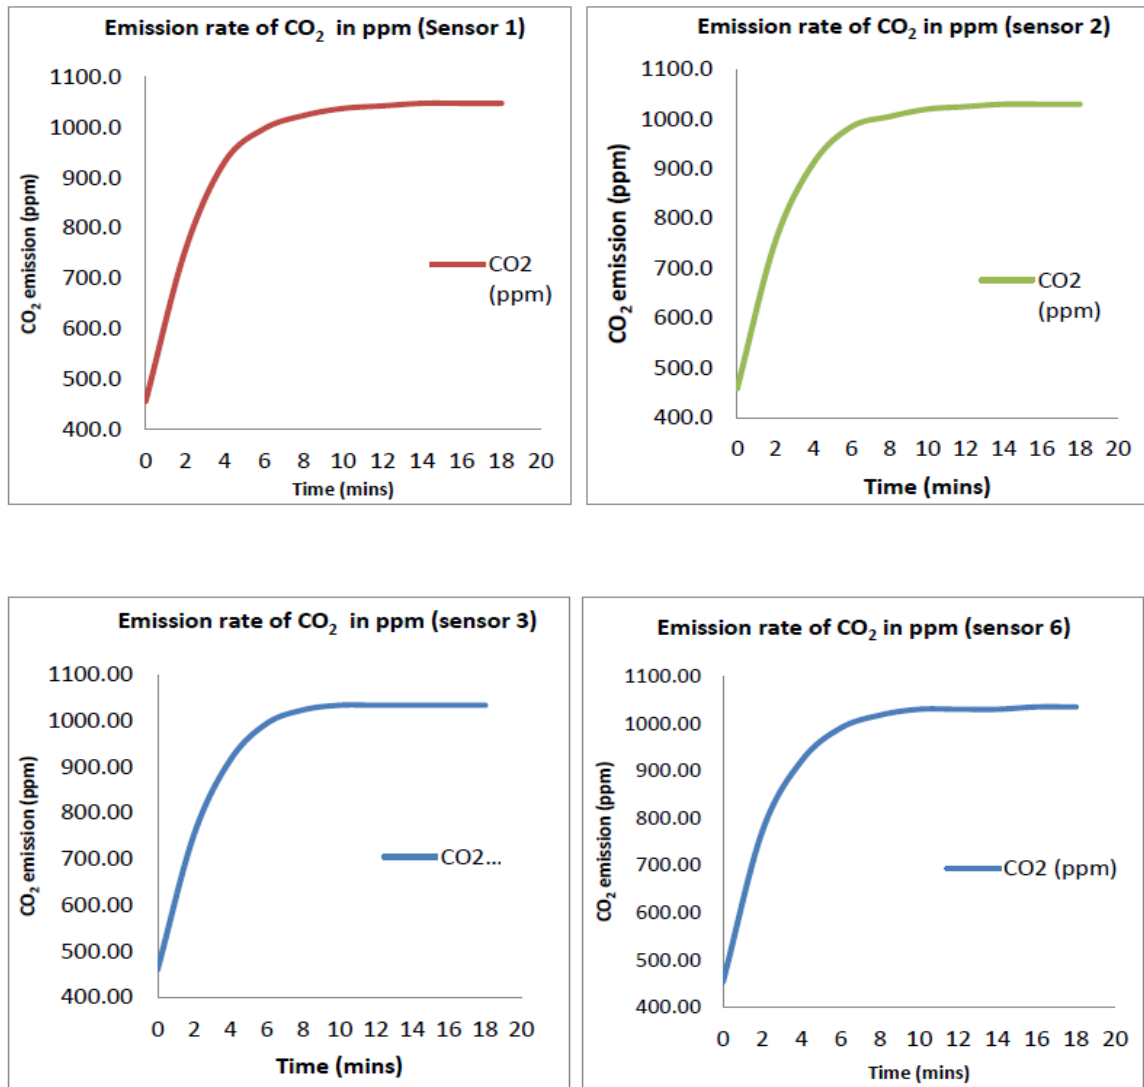 Emission rate of CO₂ in ppm (Sensor 1)
1100.0
1000.0
900.0
800.0
700.0
600.0
500.0
400.0
CO₂ emission (ppm)
CO2
(ppm)
0 2 4 6 8 10 12 14 16 18 20
Time (mins)
Emission rate of CO₂ in ppm (sensor 2)
1100.0
1000.0
900.0
800.0
700.0
600.0
500.0
400.0
CO₂ emission (ppm)
CO2
(ppm)
0 2 4 6 8 10 12 14 16 18 20
Time (mins)
Emission rate of CO₂ in ppm (sensor 3)
1100.00
1000.00
900.00
800.00
700.00
600.00
500.00
400.00
CO₂ emission (ppm)
CO2...
0 2 4 6 8 10 12 14 16 18 20
Time (mins)
Emission rate of CO₂ in ppm (sensor 6)
1100.00
1000.00
900.00
800.00
700.00
600.00
500.00
400.00
CO₂ emission (ppm)
CO2 (ppm)
0 2 4 6 8 10 12 14 16 18 20
Time (mins)